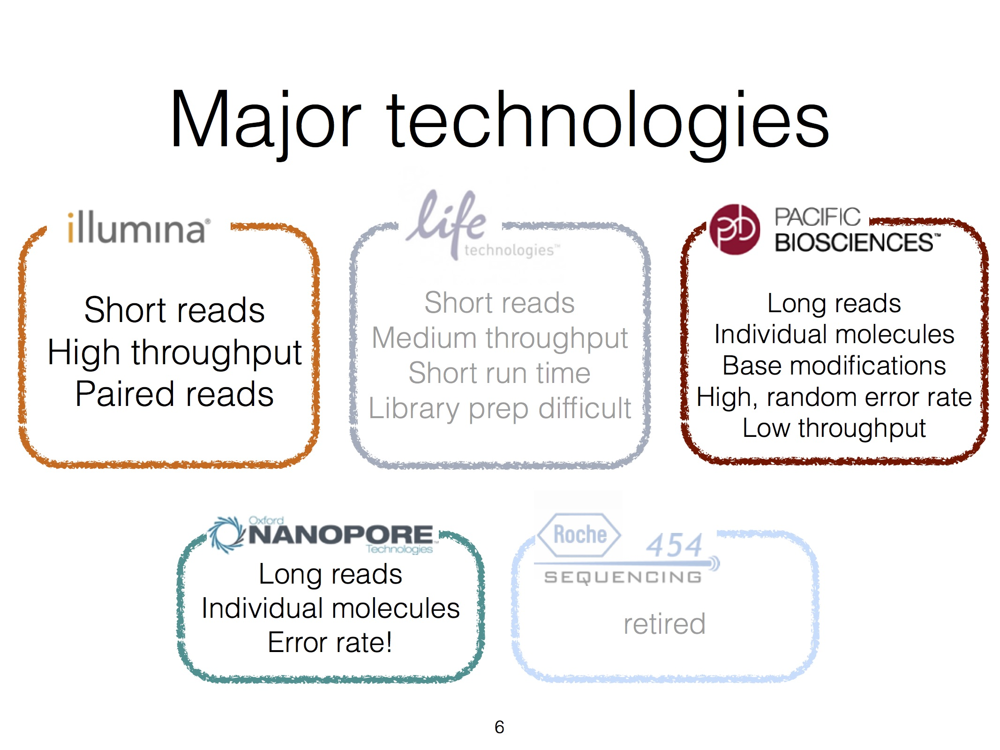 Major technologies
illumina®
Short reads
High throughput
Paired reads
life
technologies™
Short reads
Medium throughput
Short run time
Library prep difficult
PACIFIC
BIOSCIENCES™
Long reads
Individual molecules
Base modifications
High, random error rate
Low throughput
Oxford
NANOPORE™
Technologies
Long reads
Individual molecules
Error rate!
Roche
454
SEQUENCING
retired
6